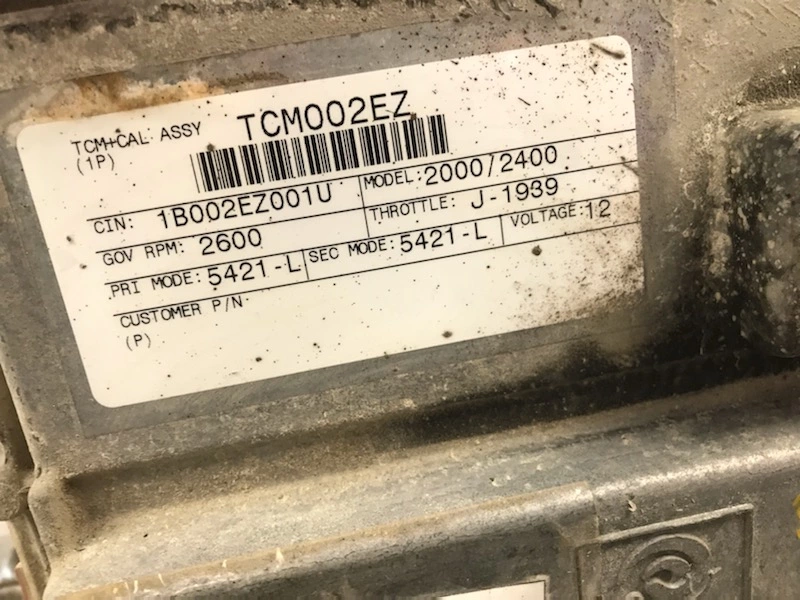 TCM+CAL ASSY TCM002EZ
(1P)
CIN: 1B002EZ001U MODEL: 2000/2400
GOV RPM: 2600 THROTTLE: J-1939
PRI MODE: 5421-L SEC MODE: 5421-L VOLTAGE: 12
CUSTOMER P/N
(P)